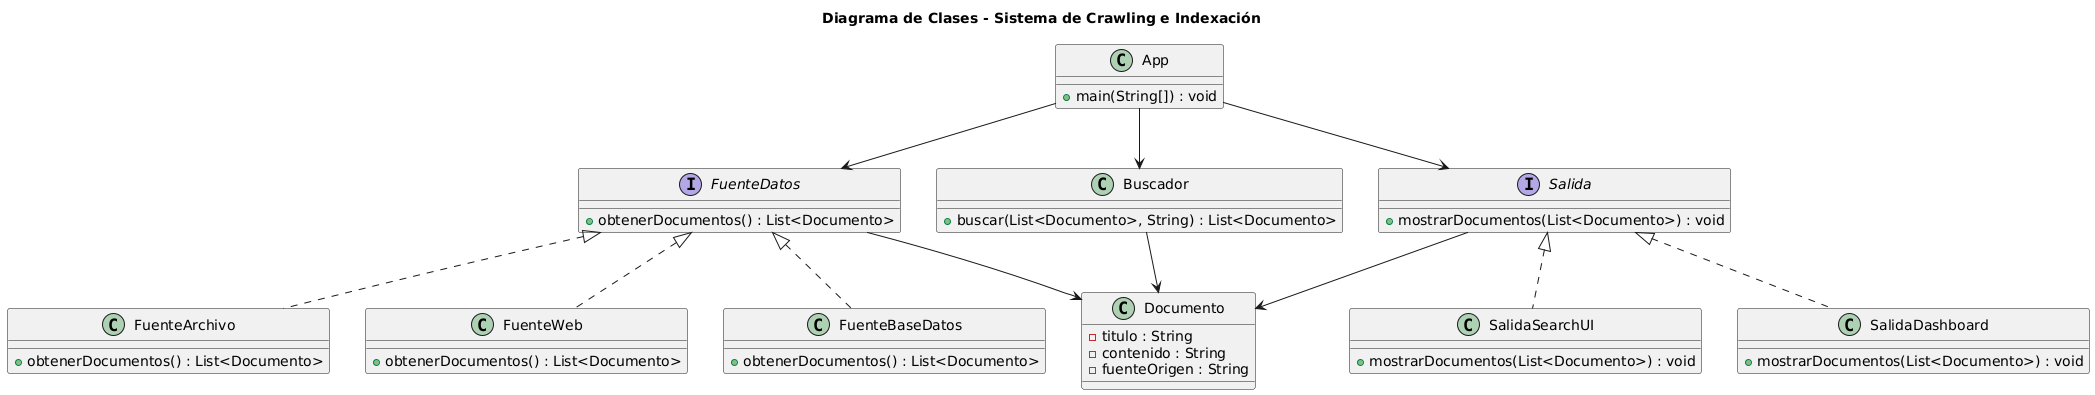 Diagrama de Clases - Sistema de Crawling e Indexación
C App
main(String[]) : void
I FuenteDatos
obtenerDocumentos() : List<Documento>
C Buscador
buscar(List<Documento>, String) : List<Documento>
I Salida
mostrarDocumentos(List<Documento>) : void
C FuenteArchivo
obtenerDocumentos() : List<Documento>
C FuenteWeb
obtenerDocumentos() : List<Documento>
C FuenteBaseDatos
obtenerDocumentos() : List<Documento>
C Documento
titulo : String
contenido : String
fuenteOrigen : String
C SalidaSearchUI
mostrarDocumentos(List<Documento>) : void
C SalidaDashboard
mostrarDocumentos(List<Documento>) : void